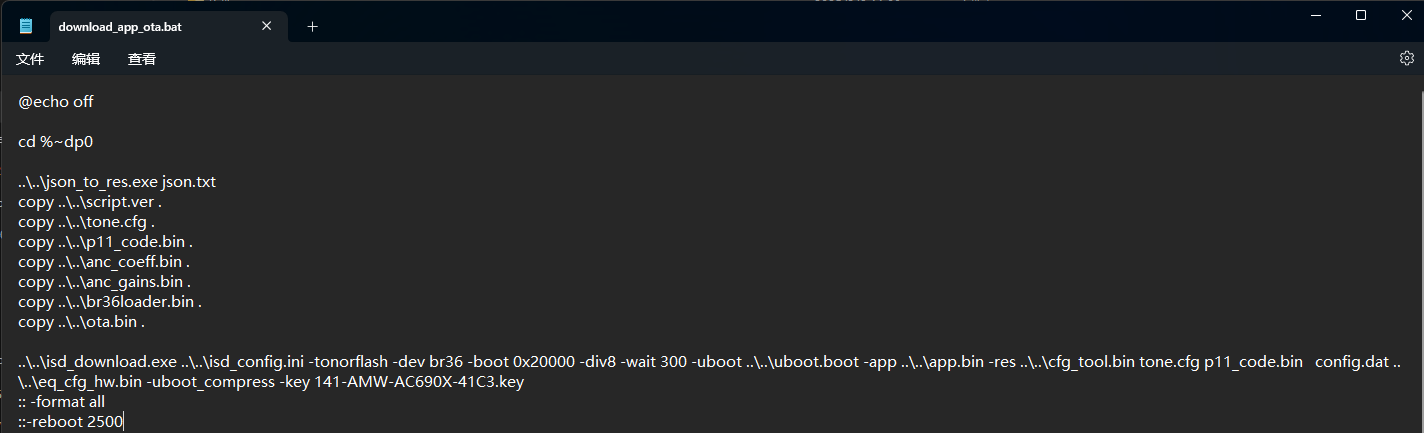 download_app_ota.bat
文件 编辑 查看
@echo off
cd %~dp0
..\..\json_to_res.exe json.txt
copy ..\..\script.ver .
copy ..\..\tone.cfg .
copy ..\..\p11_code.bin .
copy ..\..\anc_coeff.bin .
copy ..\..\anc_gains.bin .
copy ..\..\br36loader.bin .
copy ..\..\ota.bin .
..\..\isd_download.exe ..\..\isd_config.ini -tonorflash -dev br36 -boot 0x20000 -div8 -wait 300 -uboot ..\..\uboot.boot -app ..\..\app.bin -res ..\..\cfg_tool.bin tone.cfg p11_code.bin   config.dat ..
\..\eq_cfg_hw.bin -uboot_compress -key 141-AMW-AC690X-41C3.key
:: -format all
::-reboot 2500